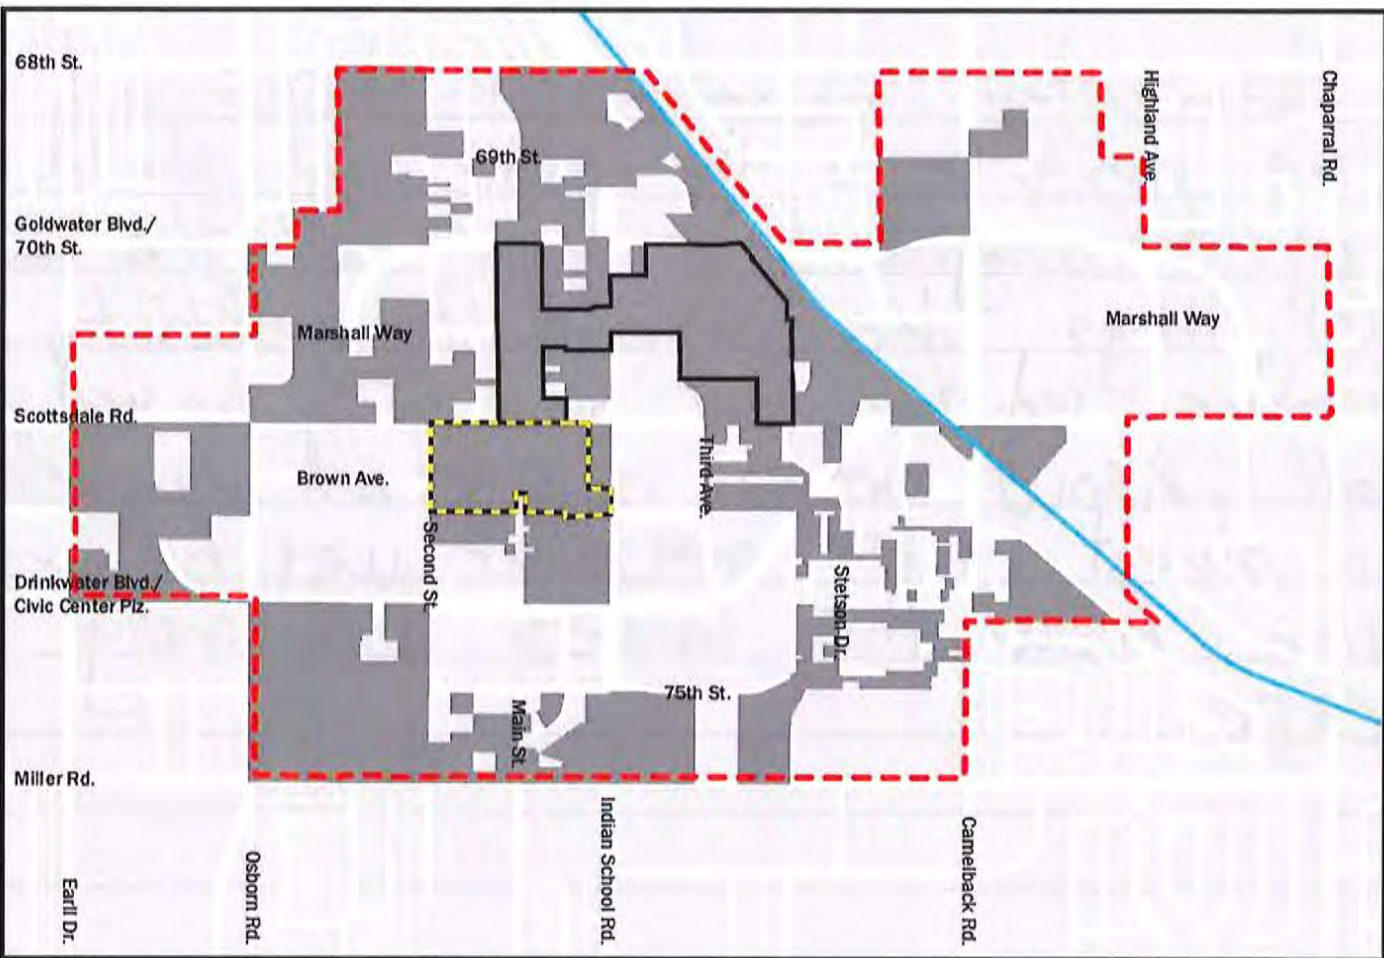 68th St.
Highland Ave.
Chaparral Rd.
69th St.
Goldwater Blvd./
70th St.
Marshall Way
Marshall Way
Scottsdale Rd.
Brown Ave.
Third Ave.
Second St.
Drinkwater Blvd./
Civic Center Plz.
Stetson Dr.
75th St.
Main St.
Miller Rd.
Indian School Rd.
Camelback Rd.
Osborn Rd.
Earll Dr.